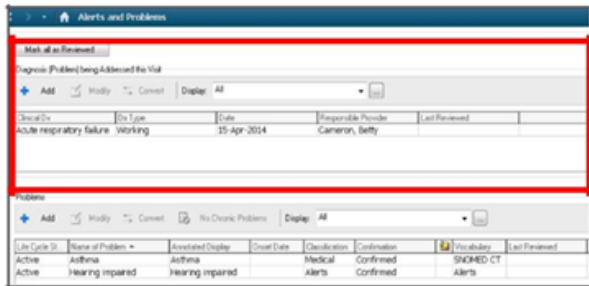 Alerts and Problems
Mark all as Reviewed
Diagnosis (Problem) being Addressed this Visit
Add Modify Convert Display: All ...
Clinical Dx Dx Type Date Responsible Provider Last Reviewed
Acute respiratory failure Working 15-Apr-2014 Cameron, Betty
Problems
Add Modify Convert No Chronic Problems Display: All ...
Life Cycle St... Name of Problem Annotated Display Onset Date Classification Confirmation Vocabulary Last Reviewed
Active Asthma Asthma Medical Confirmed SNOMED CT
Active Hearing impaired Hearing impaired Alerts Confirmed Alerts